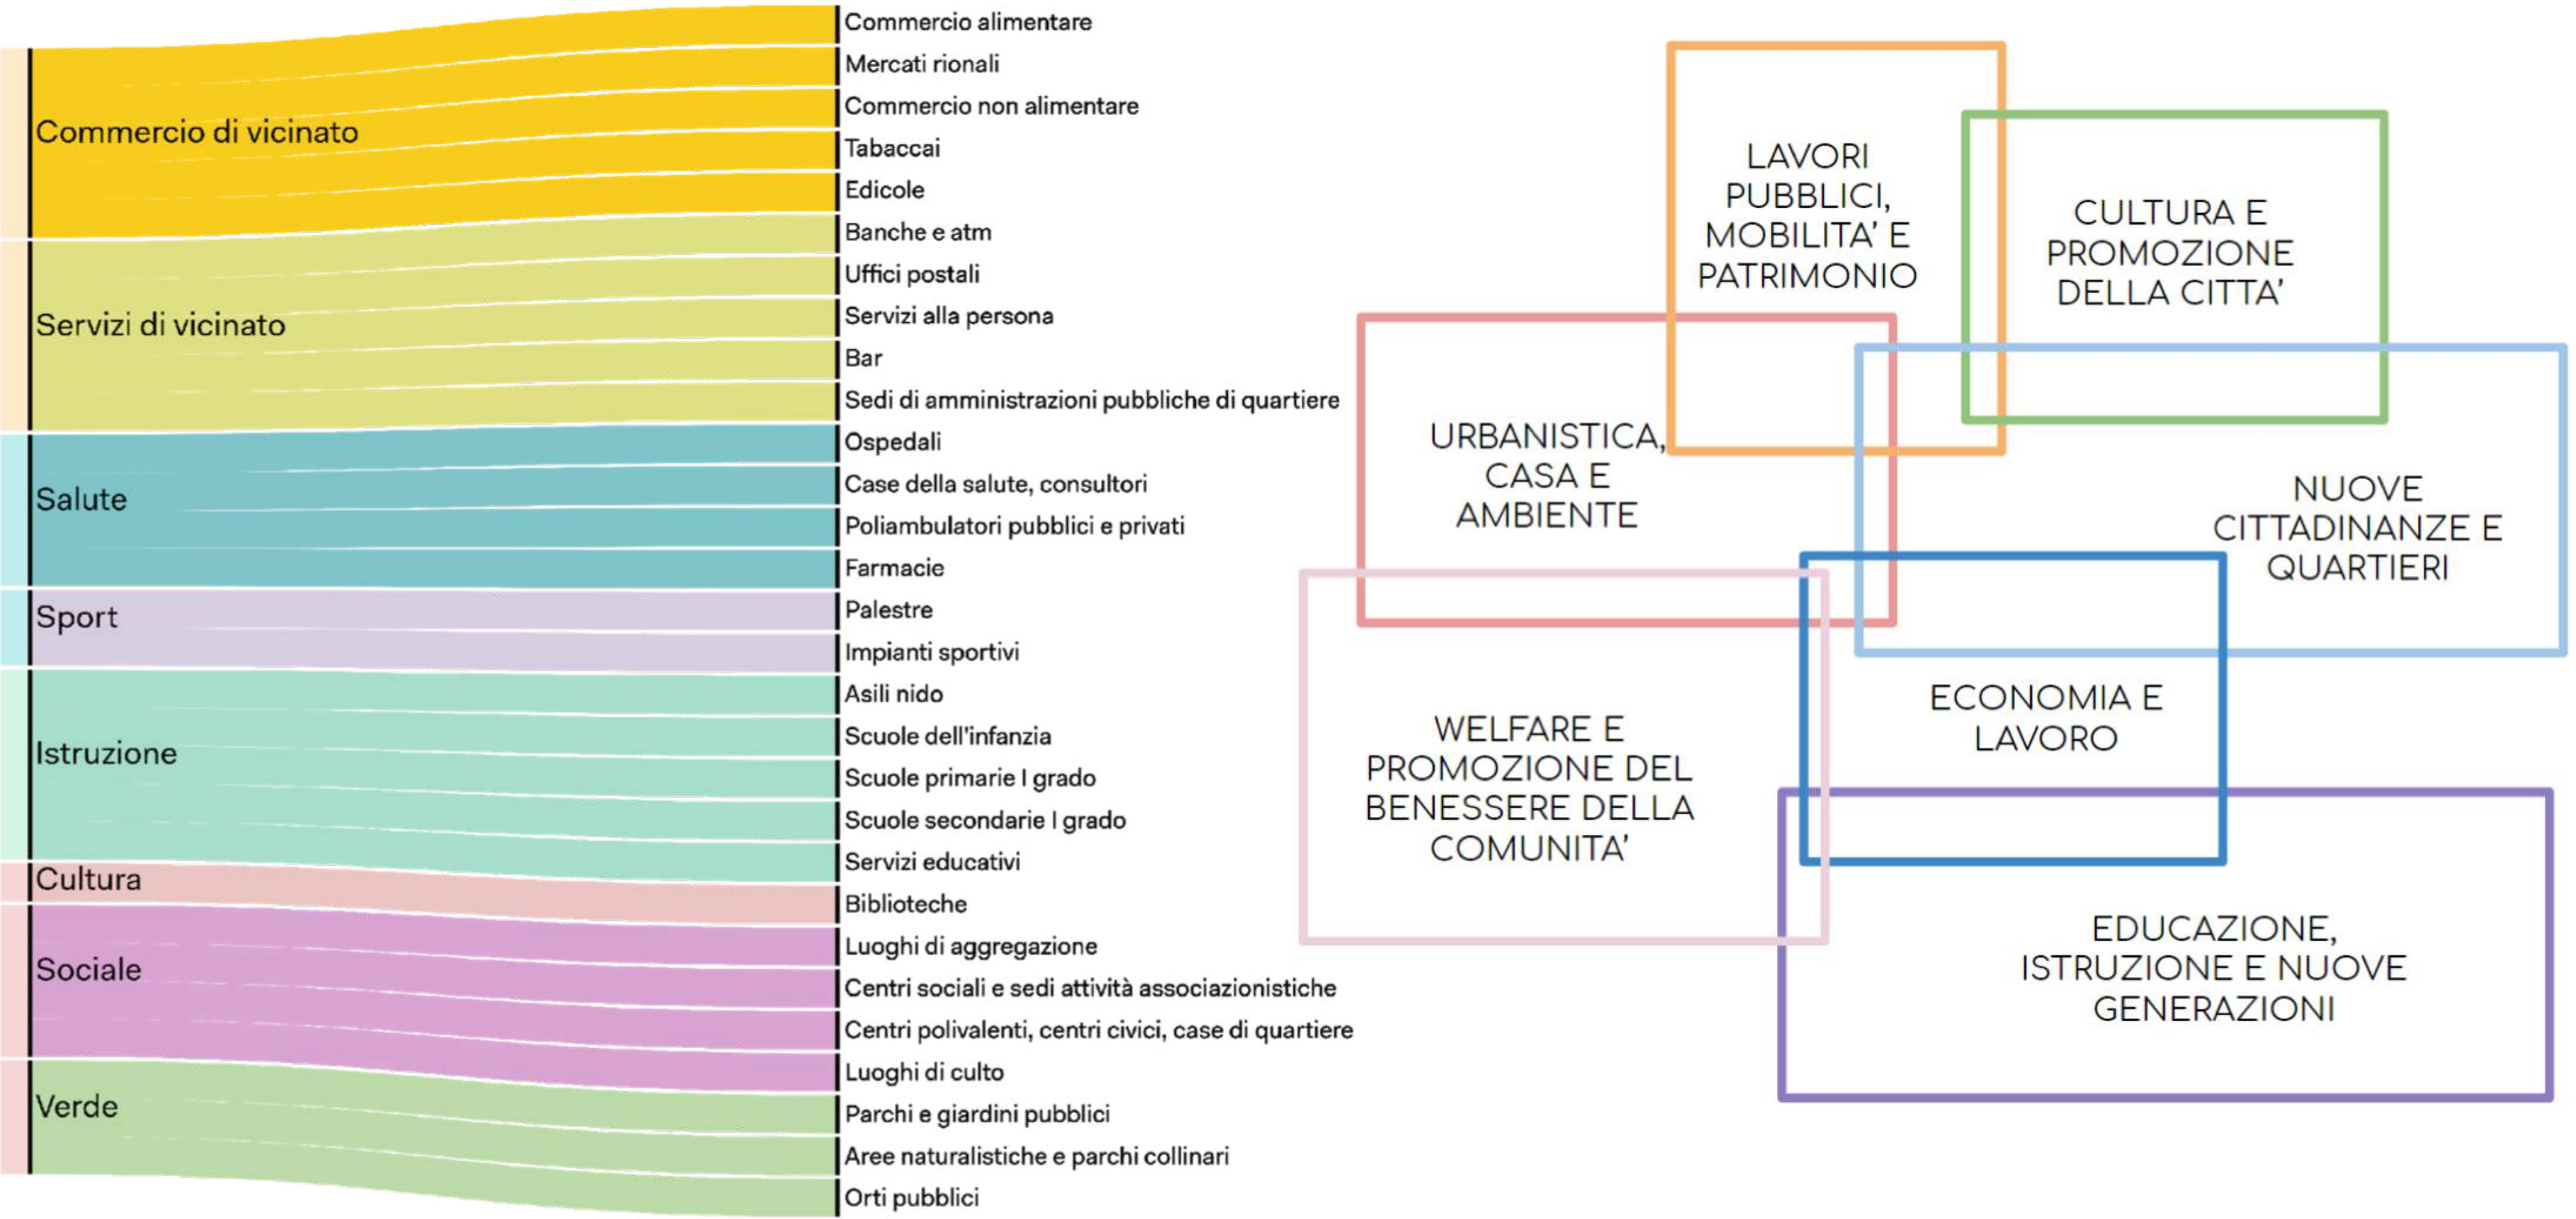 Commercio di vicinato
Servizi di vicinato
Salute
Sport
Istruzione
Cultura
Sociale
Verde
Commercio alimentare
Mercati rionali
Commercio non alimentare
Tabaccai
Edicole
Banche e atm
Uffici postali
Servizi alla persona
Bar
Sedi di amministrazioni pubbliche di quartiere
Ospedali
Case della salute, consultori
Poliambulatori pubblici e privati
Farmacie
Palestre
Impianti sportivi
Asili nido
Scuole dell'infanzia
Scuole primarie I grado
Scuole secondarie I grado
Servizi educativi
Biblioteche
Luoghi di aggregazione
Centri sociali e sedi attività associazionistiche
Centri polivalenti, centri civici, case di quartiere
Luoghi di culto
Parchi e giardini pubblici
Aree naturalistiche e parchi collinari
Orti pubblici
LAVORI
PUBBLICI,
MOBILITA' E
PATRIMONIO
CULTURA E
PROMOZIONE
DELLA CITTA'
URBANISTICA,
CASA E
AMBIENTE
NUOVE
CITTADINANZE E
QUARTIERI
WELFARE E
PROMOZIONE DEL
BENESSERE DELLA
COMUNITA'
ECONOMIA E
LAVORO
EDUCAZIONE,
ISTRUZIONE E NUOVE
GENERAZIONI